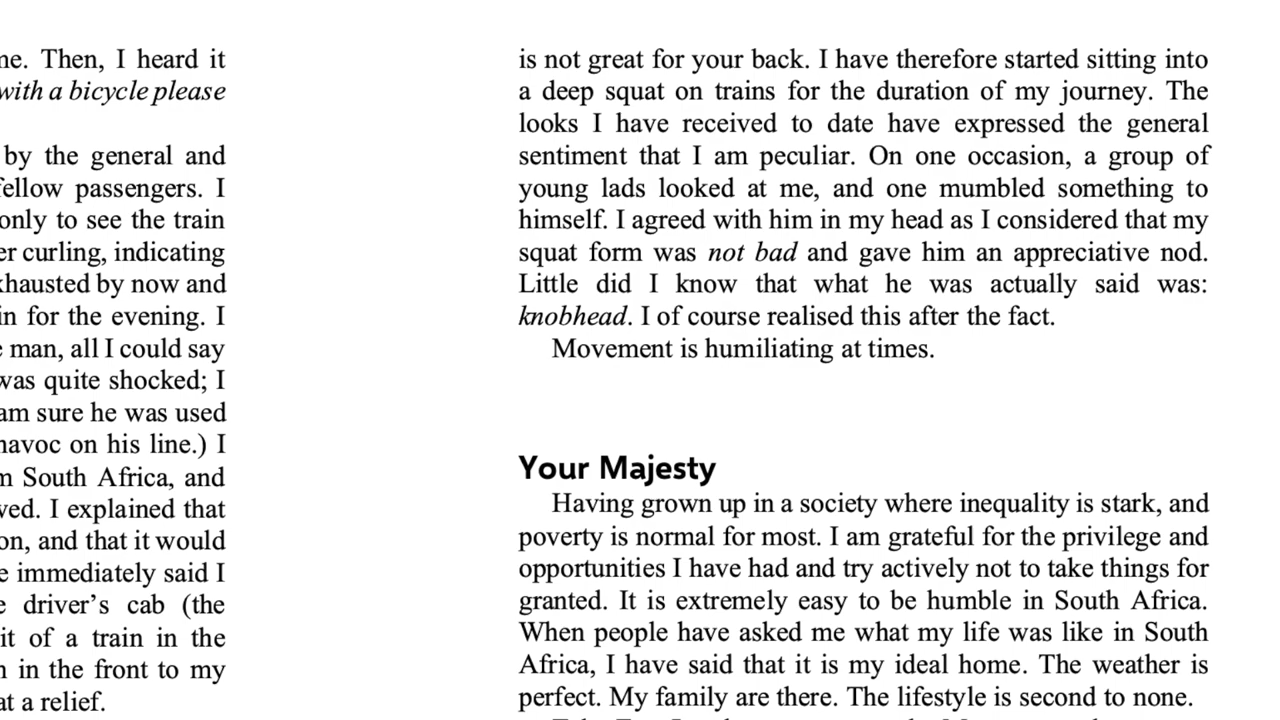 me. Then, I heard it
with a bicycle please
by the general and
fellow passengers. I
only to see the train
curling, indicating
exhausted by now and
in for the evening. I
man, all I could say
was quite shocked; I
am sure he was used
havoc on his line.) I
South Africa, and
I explained that
on, and that it would
immediately said I
driver’s cab (the
it of a train in the
in the front to my
at a relief.
is not great for your back. I have therefore started sitting into
a deep squat on trains for the duration of my journey. The
looks I have received to date have expressed the general
sentiment that I am peculiar. On one occasion, a group of
young lads looked at me, and one mumbled something to
himself. I agreed with him in my head as I considered that my
squat form was not bad and gave him an appreciative nod.
Little did I know that what he was actually said was:
knobhead. I of course realised this after the fact.
Movement is humiliating at times.
Your Majesty
Having grown up in a society where inequality is stark, and
poverty is normal for most. I am grateful for the privilege and
opportunities I have had and try actively not to take things for
granted. It is extremely easy to be humble in South Africa.
When people have asked me what my life was like in South
Africa, I have said that it is my ideal home. The weather is
perfect. My family are there. The lifestyle is second to none.